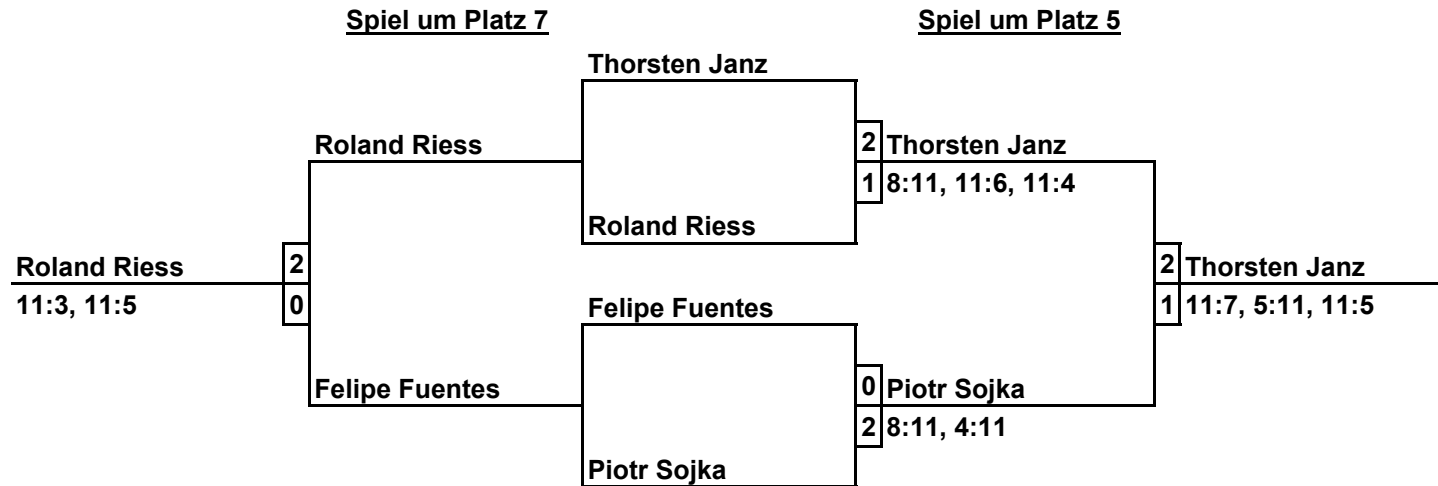 Spiel um Platz 7
Spiel um Platz 5
Thorsten Janz
Roland Riess
2 Thorsten Janz
1 8:11, 11:6, 11:4
Roland Riess
Roland Riess 2
2 Thorsten Janz
11:3, 11:5 0
Felipe Fuentes
1 11:7, 5:11, 11:5
Felipe Fuentes
0 Piotr Sojka
2 8:11, 4:11
Piotr Sojka